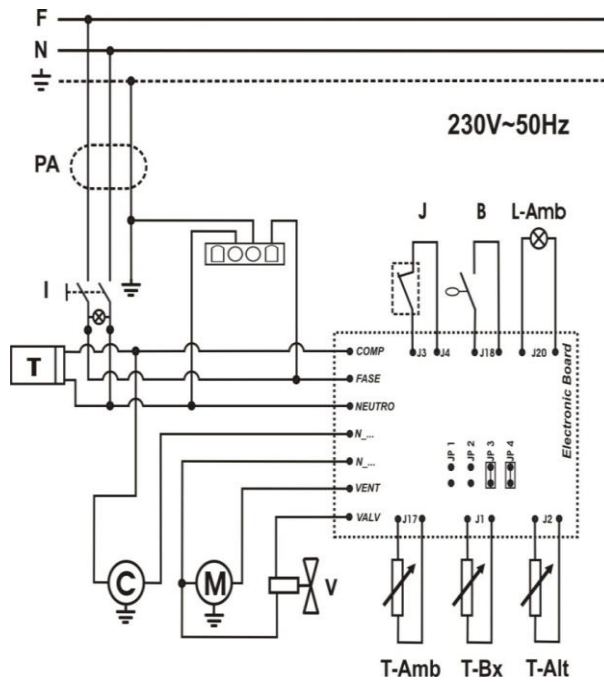 F
N
230V~50Hz
PA
J B L-Amb
I
J3 J4 J18 J20
T
COMP
FASE
NEUTRO
N_...
N_...
VENT
VALV
Electronic Board
JP 1 JP 2 JP 3 JP 4
J17 J1 J2
C M V
T-Amb T-Bx T-Alt